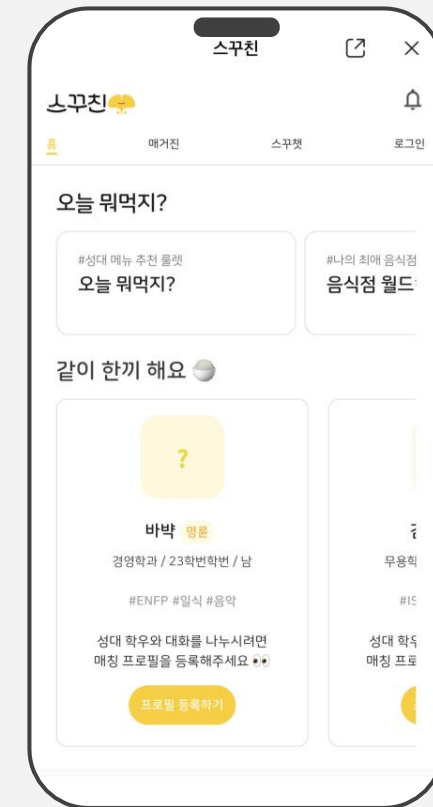 스꾸친
스꾸친
홈 매거진 스꾸챗 로그인
오늘 뭐먹지?
#성대 메뉴 추천 룰렛
오늘 뭐먹지?
#나의 최애 음식점
음식점 월드
같이 한끼 해요
?
바뱍 명륜
경영학과 / 23학번학번 / 남
#ENFP #일식 #음악
성대 학우와 대화를 나누시려면
매칭 프로필을 등록해주세요
프로필 등록하기
무용학
성대 학우
매칭 프로